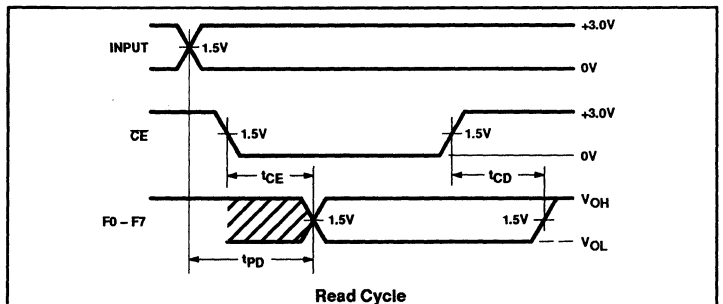 +3.0V
INPUT
1.5V
0V
+3.0V
CE
1.5V
1.5V
0V
tCE
tCD
VOH
F0 – F7
1.5V
1.5V
VOL
tPD
Read Cycle